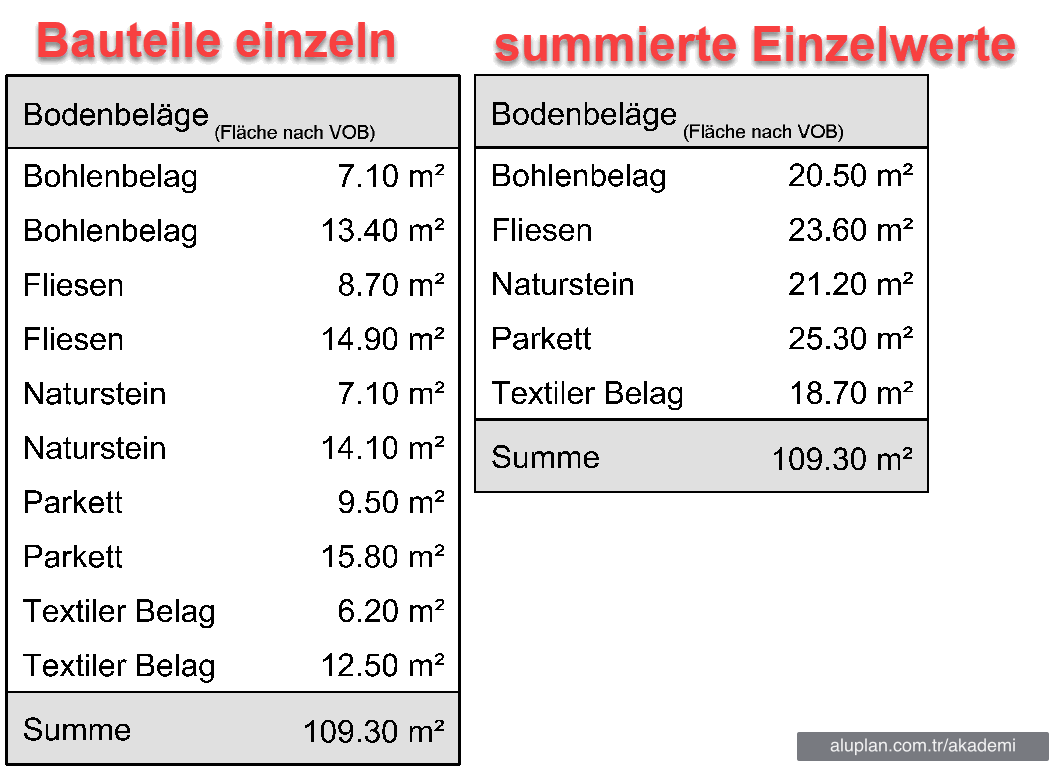 Bauteile einzeln
Bodenbeläge (Fläche nach VOB)
Bohlenbelag 7.10 m²
Bohlenbelag 13.40 m²
Fliesen 8.70 m²
Fliesen 14.90 m²
Naturstein 7.10 m²
Naturstein 14.10 m²
Parkett 9.50 m²
Parkett 15.80 m²
Textiler Belag 6.20 m²
Textiler Belag 12.50 m²
Summe 109.30 m²
summierte Einzelwerte
Bodenbeläge (Fläche nach VOB)
Bohlenbelag 20.50 m²
Fliesen 23.60 m²
Naturstein 21.20 m²
Parkett 25.30 m²
Textiler Belag 18.70 m²
Summe 109.30 m²
aluplan.com.tr/akademi